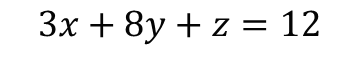 3x + 8y + z = 12